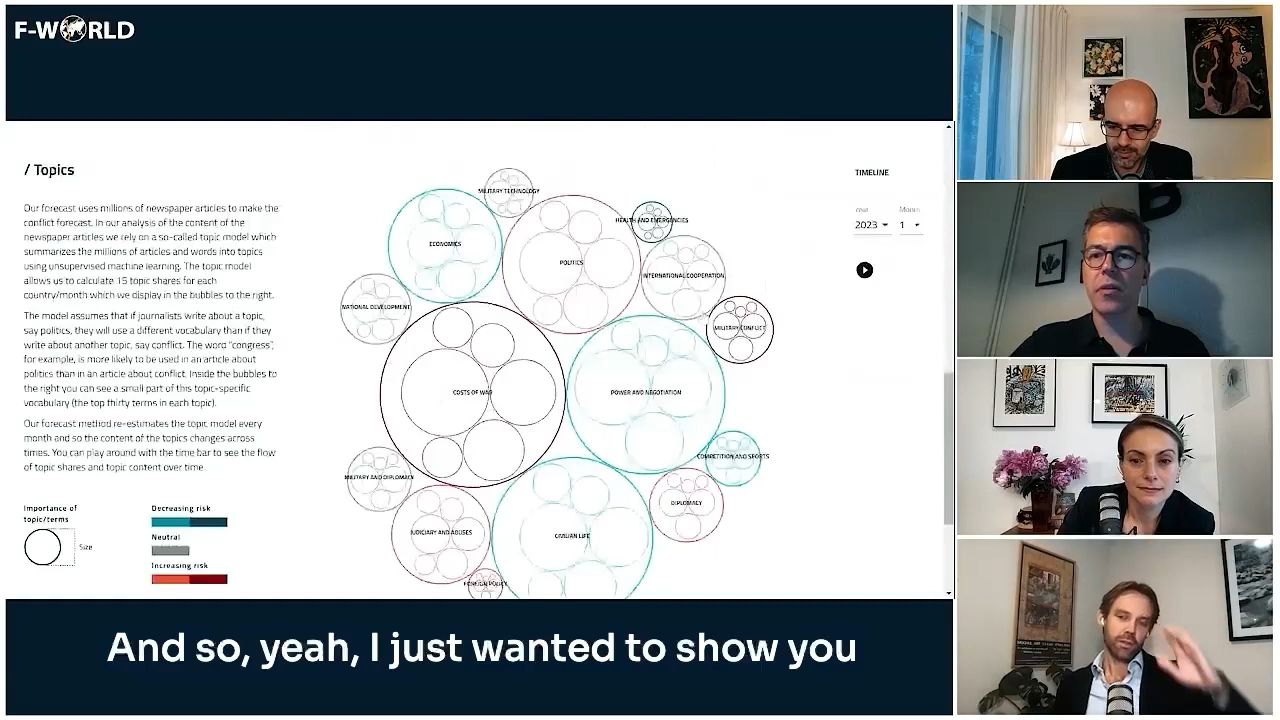 F-WORLD
/ Topics
Our forecast uses millions of newspaper articles to make the
conflict forecast. In our analysis of the content of the
newspaper articles we rely on a so-called topic model which
summarizes the millions of articles and words into topics
using unsupervised machine learning. The topic model
allows us to calculate 15 topic shares for each
country/month which we display in the bubbles to the right.
The model assumes that if journalists write about a topic,
say politics, they will use a different vocabulary than if they
write about another topic, say conflict. The word "congress",
for example, is more likely to be used in an article about
politics than in an article about conflict. Inside the bubbles to
the right you can see a small part of this topic-specific
vocabulary (the top thirty terms in each topic).
Our forecast method re-estimates the topic model every
month and so the content of the topics changes across
times. You can play around with the time bar to see the flow
of topic shares and topic content over time.
Importance of
topic/terms
Size
Decreasing risk
Neutral
Increasing risk
MILITARY TECHNOLOGY
HEALTH AND EMERGENCIES
ECONOMICS
POLITICS
INTERNATIONAL COOPERATION
NATIONAL DEVELOPMENT
MILITARY CONFLICT
COSTS OF WAR
POWER AND NEGOTIATION
COMPETITION AND SPORTS
MILITARY AND DIPLOMACY
DIPLOMACY
JUDICIARY AND ABUSES
CIVILIAN LIFE
FOREIGN POLICY
TIMELINE
Year
Month
2023
1
And so, yeah, I just wanted to show you
B